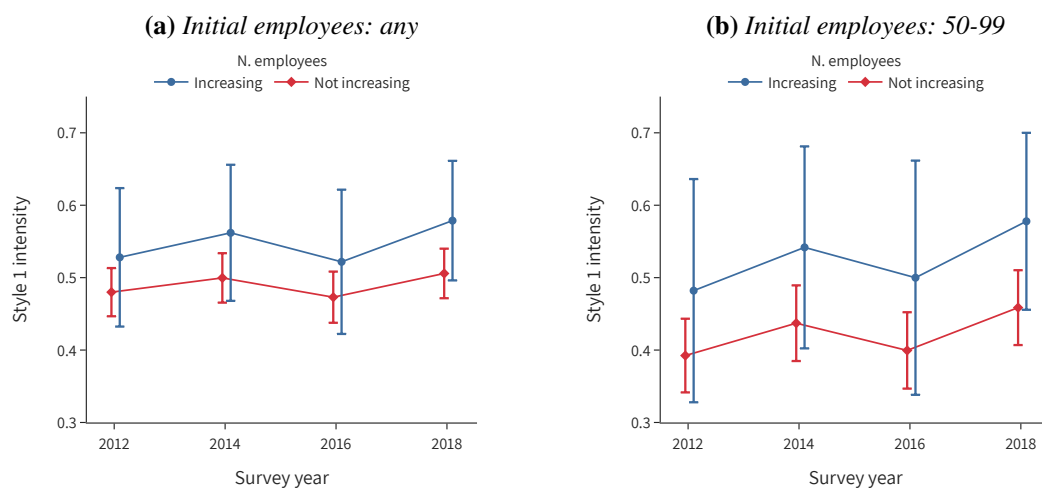 (a) Initial employees: any
N. employees
Increasing Not increasing
0.7
0.6
0.5
0.4
0.3
Style 1 intensity
2012 2014 2016 2018
Survey year
(b) Initial employees: 50-99
N. employees
Increasing Not increasing
0.7
0.6
0.5
0.4
0.3
Style 1 intensity
2012 2014 2016 2018
Survey year